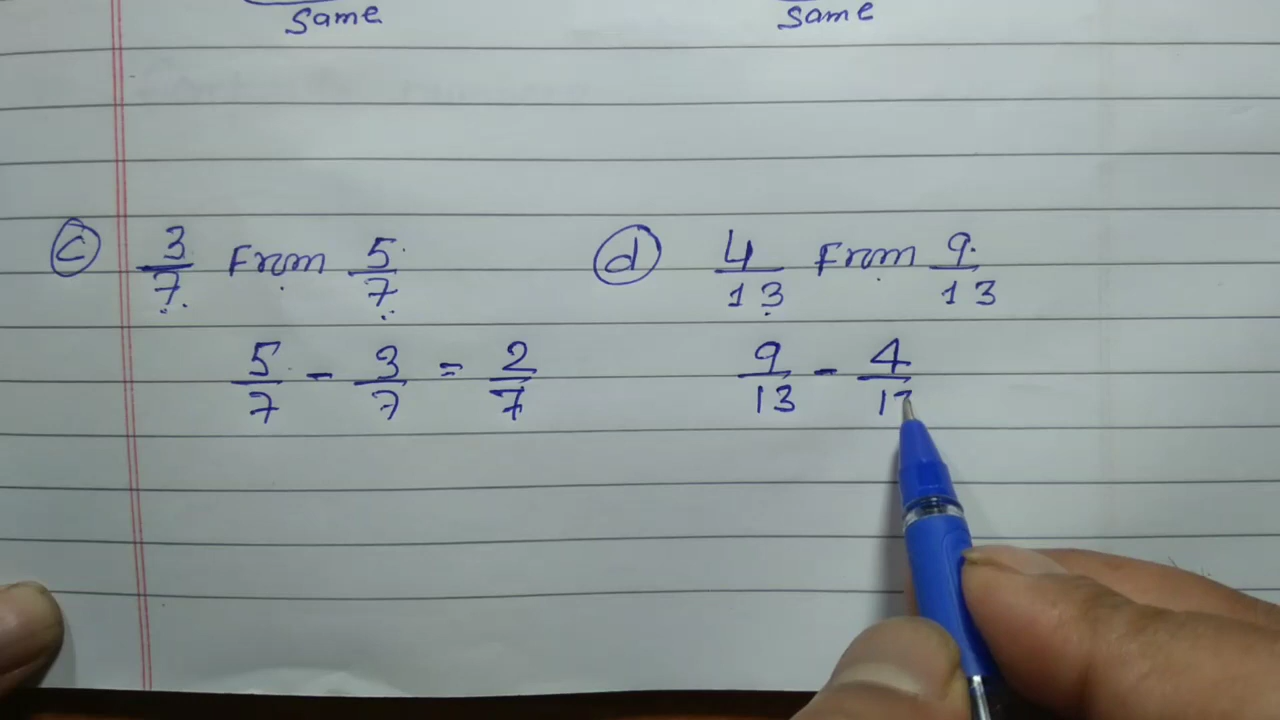 Same Same
(c) 3/7 From 5/7 (d) 4/13 From 9/13
5/7 - 3/7 = 2/7 9/13 - 4/13